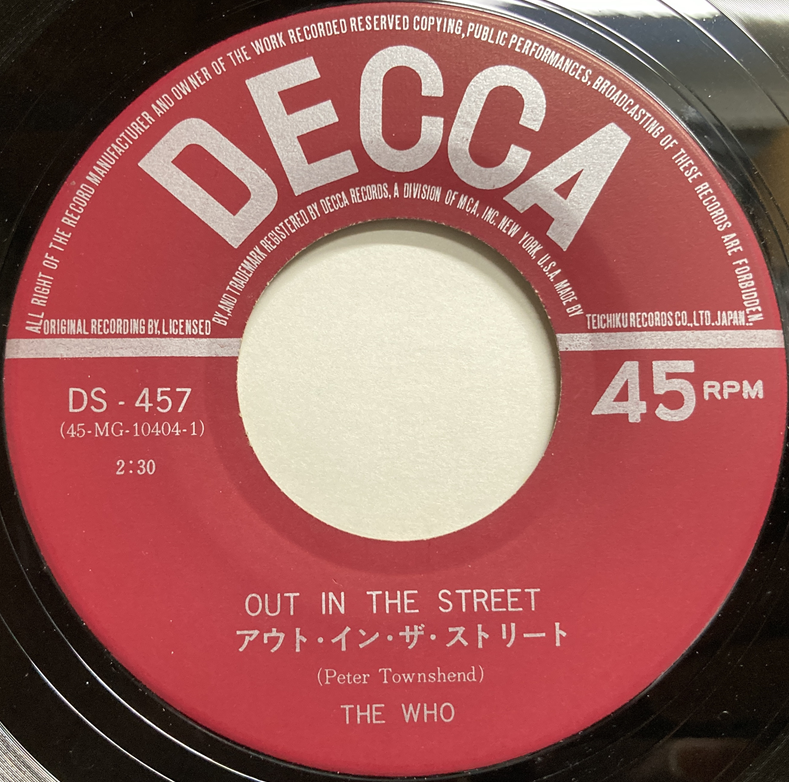 ALL RIGHT OF THE RECORD MANUFACTURER AND OWNER OF THE WORK RECORDED RESERVED COPYING, PUBLIC PERFORMANCES, BROADCASTING OF THESE RECORDS ARE FORBIDDEN.
DECCA
ORIGINAL RECORDING BY, LICENSED BY, AND TRADEMARK REGISTERED BY DECCA RECORDS, A DIVISION OF MCA, INC. NEW YORK, U.S.A. MADE BY TEICHIKU RECORDS CO., LTD. JAPAN.
DS - 457
(45-MG-10404-1)
2:30
45 RPM
OUT IN THE STREET
アウト・イン・ザ・ストリート
(Peter Townshend)
THE WHO